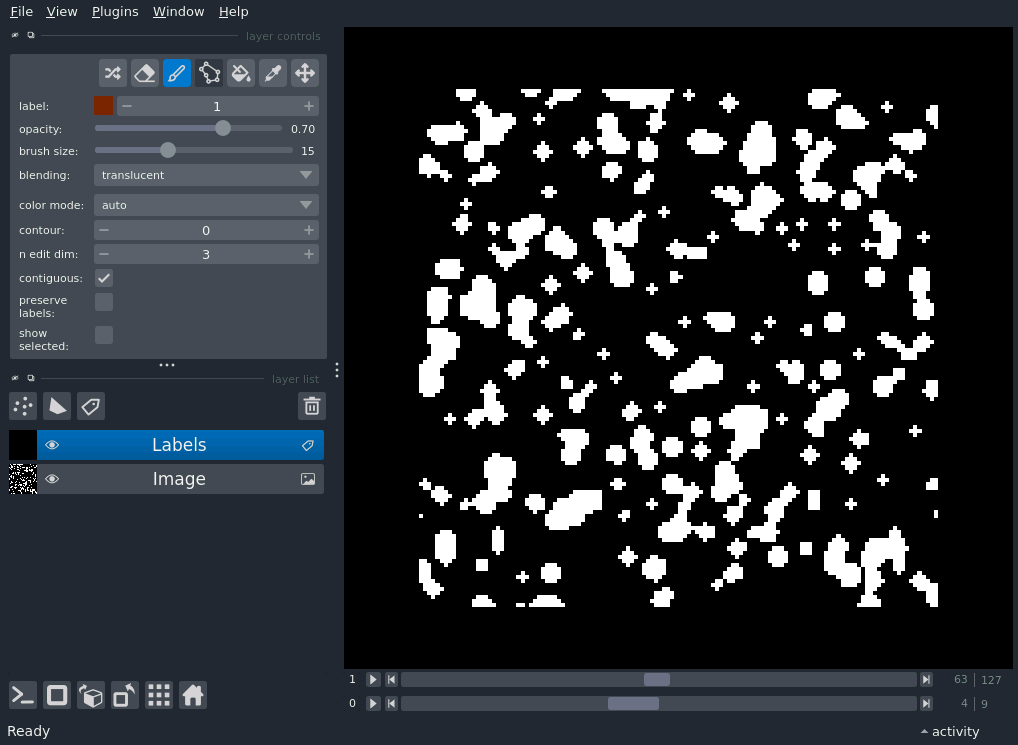 File View Plugins Window Help
layer controls
label: 1
opacity: 0.70
brush size: 15
blending: translucent
color mode: auto
contour: 0
n edit dim: 3
contiguous:
preserve
labels:
show
selected:
layer list
Labels
Image
1 63 127
0 4 9
Ready activity